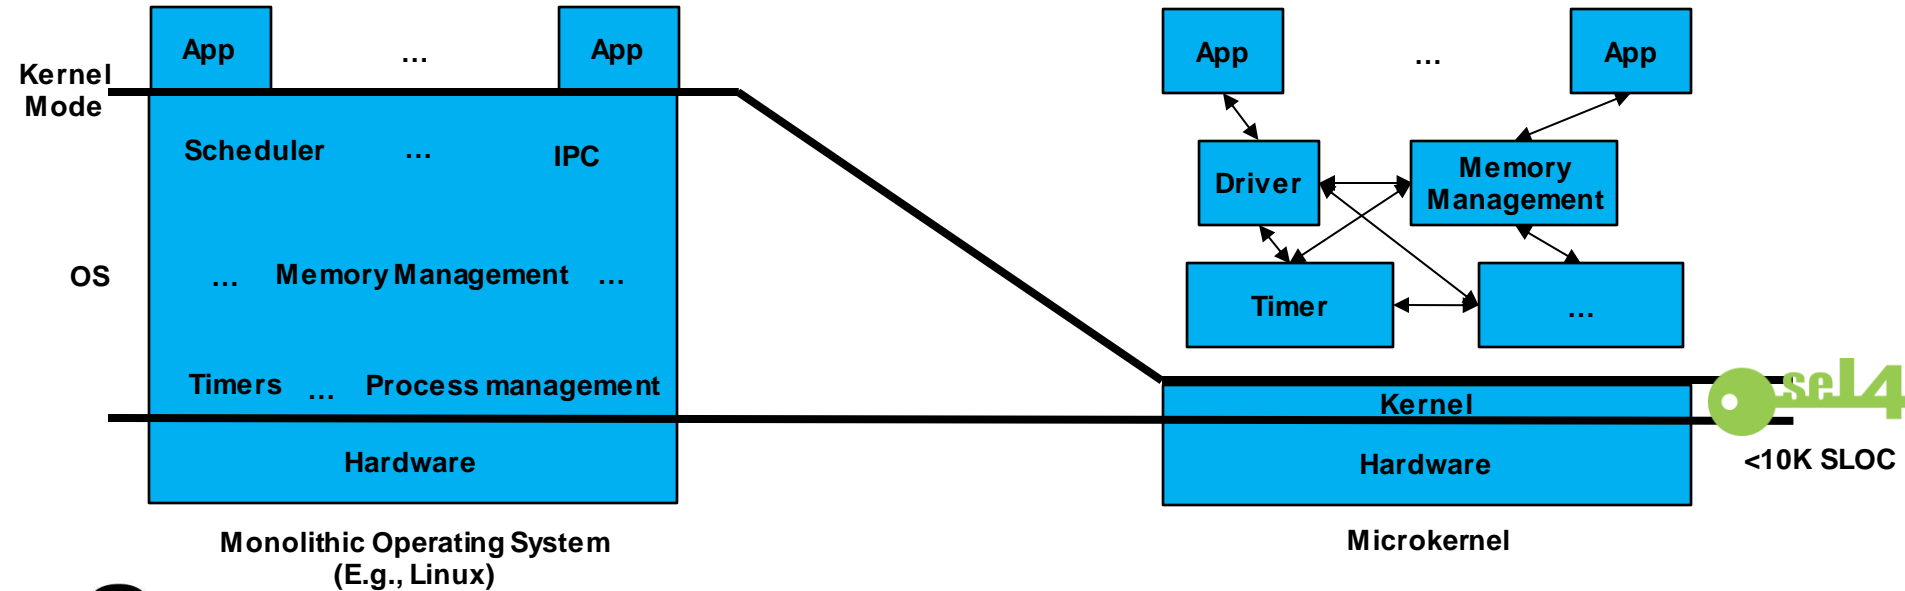 App
…
App
Kernel
Mode
Scheduler
…
IPC
OS
…
Memory Management
…
Timers
…
Process management
Hardware
Monolithic Operating System
(E.g., Linux)
App
…
App
Driver
Memory
Management
Timer
…
Kernel
Hardware
Microkernel
seL4
<10K SLOC